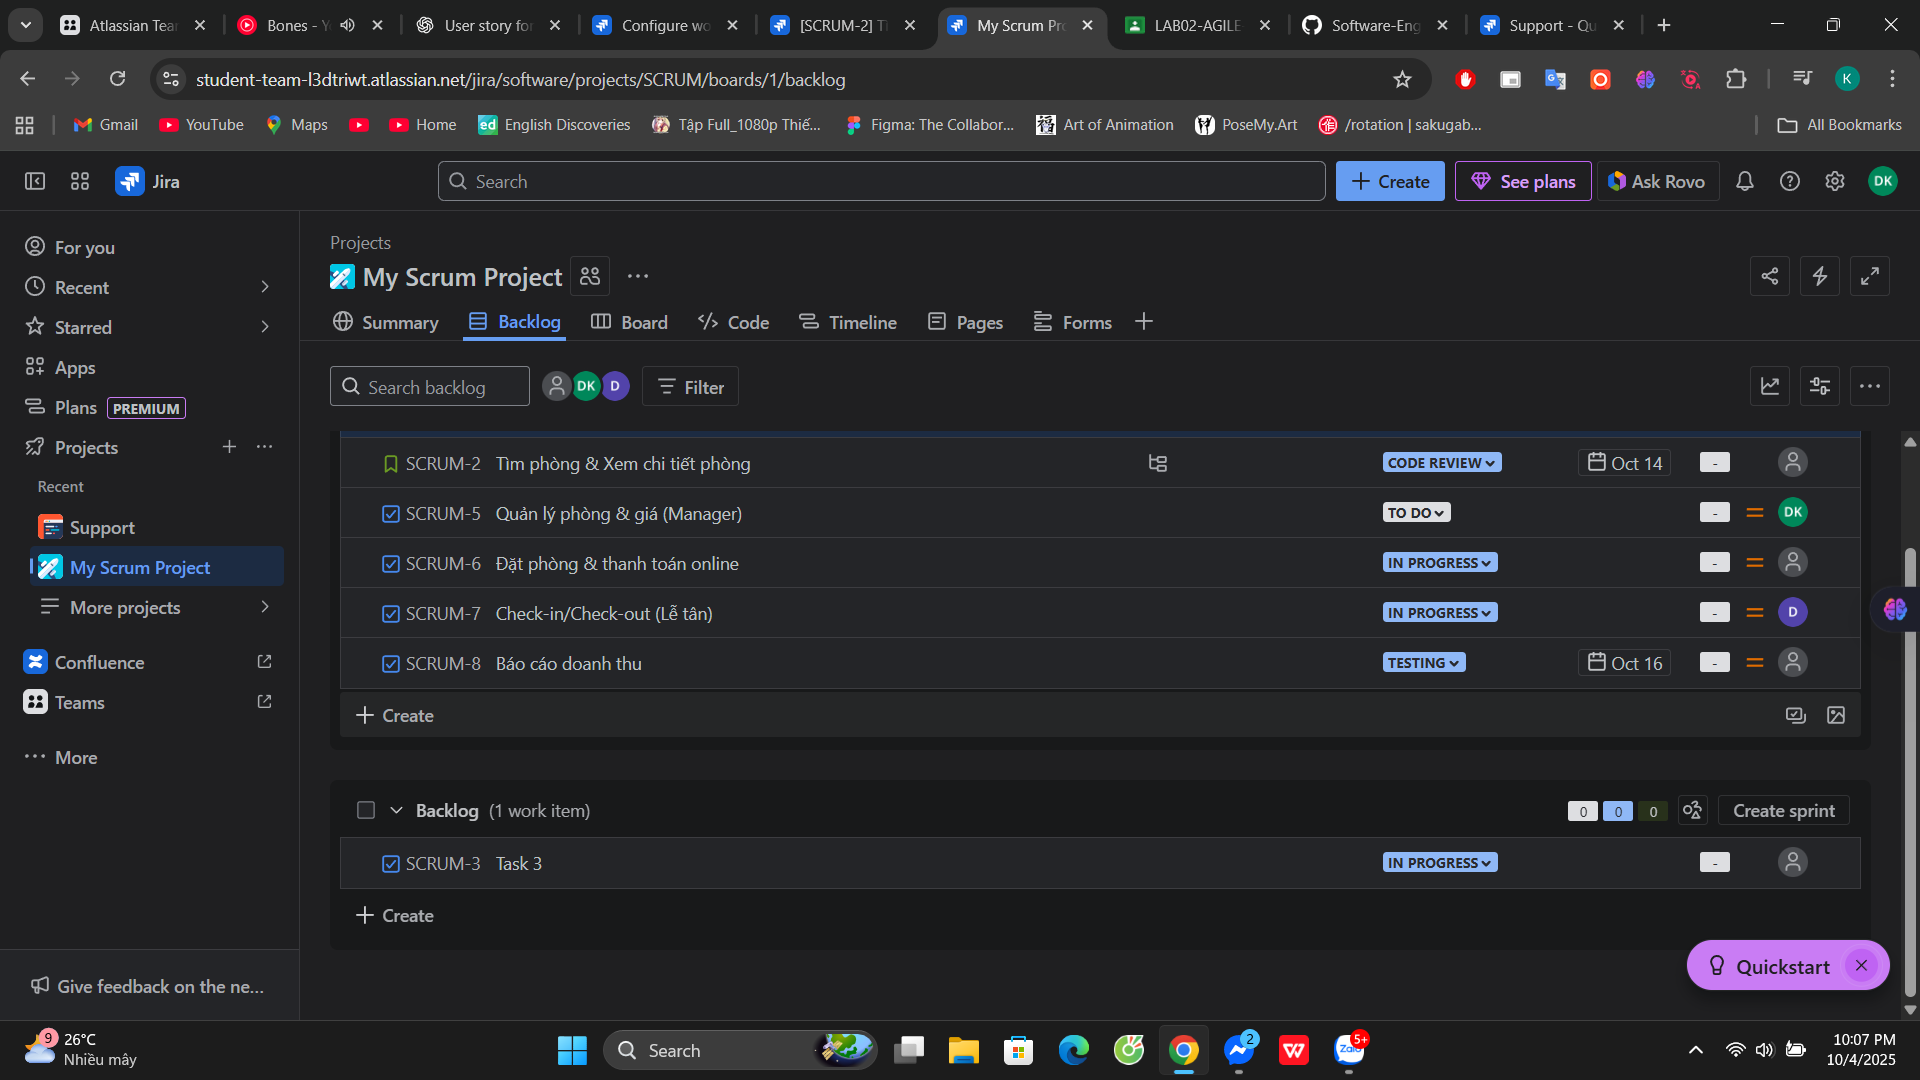 Atlassian Tear
Bones - Y
User story for
Configure wo
[SCRUM-2] T
My Scrum Pro
LAB02-AGILE
Software-Eng
Support - Qu
student-team-l3dtriwt.atlassian.net/jira/software/projects/SCRUM/boards/1/backlog
K
Gmail
YouTube
Maps
Home
English Discoveries
Tập Full_1080p Thiế...
Figma: The Collabor...
Art of Animation
PoseMy.Art
/rotation | sakugab...
All Bookmarks
Jira
Search
Create
See plans
Ask Rovo
DK
For you
Recent
Starred
Apps
Plans PREMIUM
Projects
Recent
Support
My Scrum Project
More projects
Confluence
Teams
More
Give feedback on the ne...
Projects
My Scrum Project
Summary
Backlog
Board
Code
Timeline
Pages
Forms
Search backlog
DK
D
Filter
SCRUM-2 Tìm phòng & Xem chi tiết phòng CODE REVIEW Oct 14 -
SCRUM-5 Quản lý phòng & giá (Manager) TO DO - DK
SCRUM-6 Đặt phòng & thanh toán online IN PROGRESS -
SCRUM-7 Check-in/Check-out (Lễ tân) IN PROGRESS - D
SCRUM-8 Báo cáo doanh thu TESTING Oct 16 -
Create
Backlog (1 work item) 0 0 0 Create sprint
SCRUM-3 Task 3 IN PROGRESS -
Create
Quickstart
9
26°C
Nhiều mây
Search
2
Zalo
5+
10:07 PM
10/4/2025